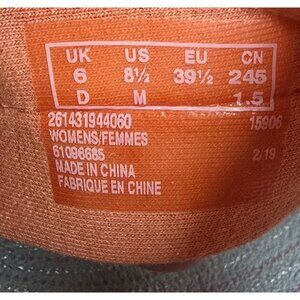 UK US EU CN
6 8½ 39½ 245
D M 1.5
261431944060 15906
WOMENS/FEMMES
61096685 2/19
MADE IN CHINA
FABRIQUE EN CHINE